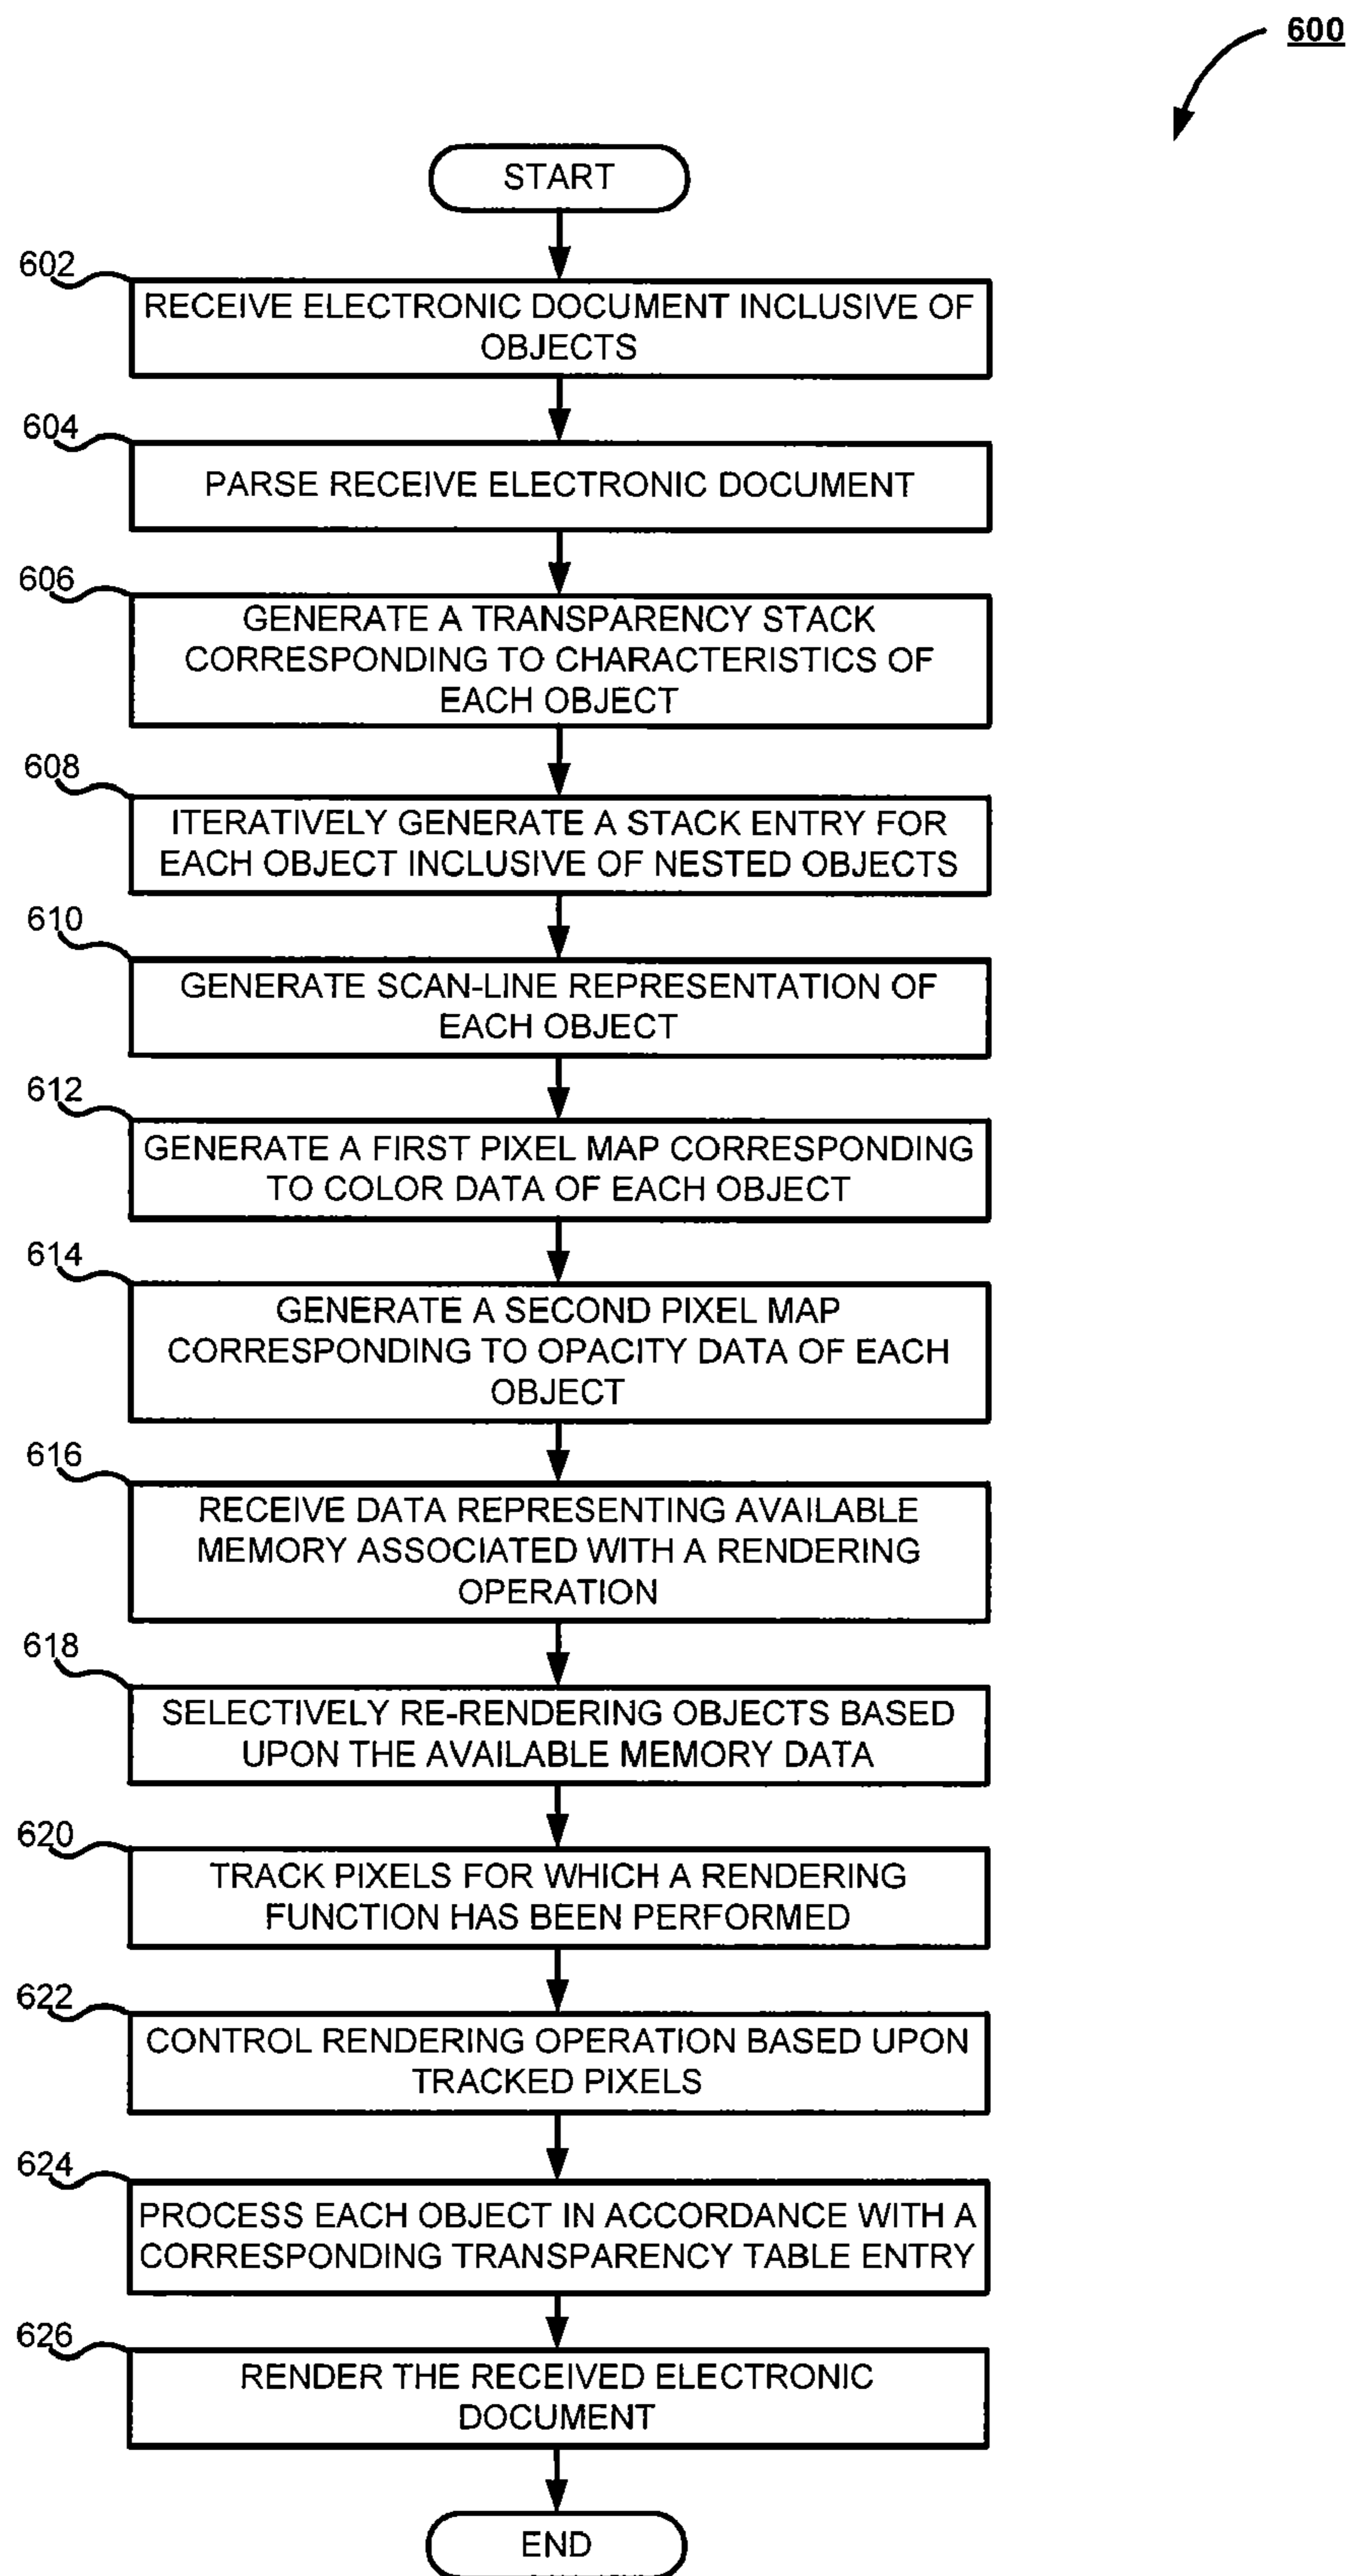 600
START
602
RECEIVE ELECTRONIC DOCUMENT INCLUSIVE OF
OBJECTS
604
PARSE RECEIVE ELECTRONIC DOCUMENT
606
GENERATE A TRANSPARENCY STACK
CORRESPONDING TO CHARACTERISTICS OF
EACH OBJECT
608
ITERATIVELY GENERATE A STACK ENTRY FOR
EACH OBJECT INCLUSIVE OF NESTED OBJECTS
610
GENERATE SCAN-LINE REPRESENTATION OF
EACH OBJECT
612
GENERATE A FIRST PIXEL MAP CORRESPONDING
TO COLOR DATA OF EACH OBJECT
614
GENERATE A SECOND PIXEL MAP
CORRESPONDING TO OPACITY DATA OF EACH
OBJECT
616
RECEIVE DATA REPRESENTING AVAILABLE
MEMORY ASSOCIATED WITH A RENDERING
OPERATION
618
SELECTIVELY RE-RENDERING OBJECTS BASED
UPON THE AVAILABLE MEMORY DATA
620
TRACK PIXELS FOR WHICH A RENDERING
FUNCTION HAS BEEN PERFORMED
622
CONTROL RENDERING OPERATION BASED UPON
TRACKED PIXELS
624
PROCESS EACH OBJECT IN ACCORDANCE WITH A
CORRESPONDING TRANSPARENCY TABLE ENTRY
626
RENDER THE RECEIVED ELECTRONIC
DOCUMENT
END